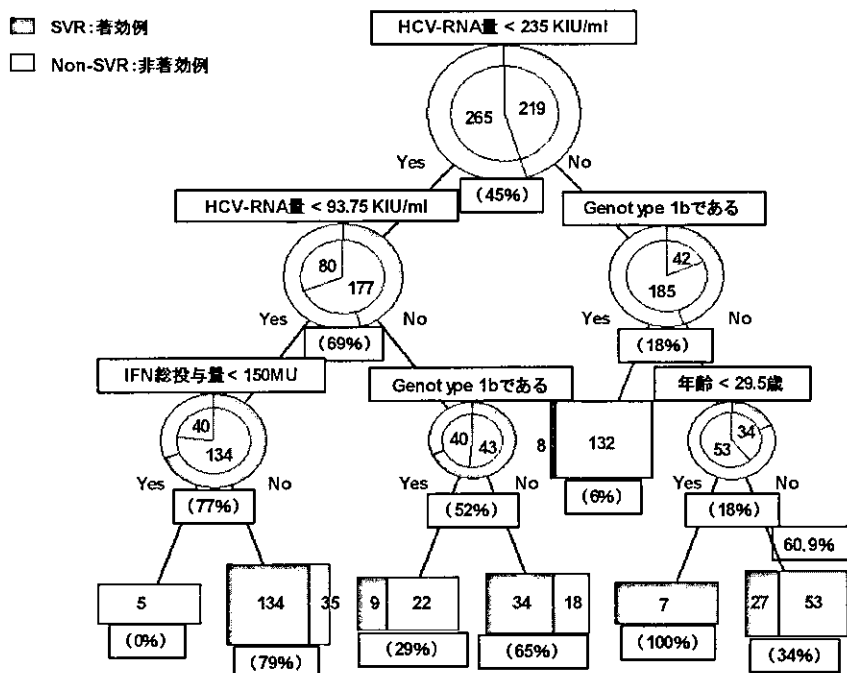 HCV-RNA量 < 235 KIU/ml
SVR:著効例
Non-SVR:非著効例
265
219
Yes
No
(45%)
HCV-RNA量 < 93.75 KIU/ml
Genotype 1bである
80
177
42
185
Yes
No
(69%)
Yes
No
(18%)
IFN総投与量 < 150MU
Genotype 1bである
年齢 < 29.5歳
40
134
40
43
8
132
34
53
Yes
No
(77%)
Yes
No
(52%)
(6%)
Yes
No
(18%)
60.9%
5
134
35
9
22
34
18
7
27
53
(0%)
(79%)
(29%)
(65%)
(100%)
(34%)